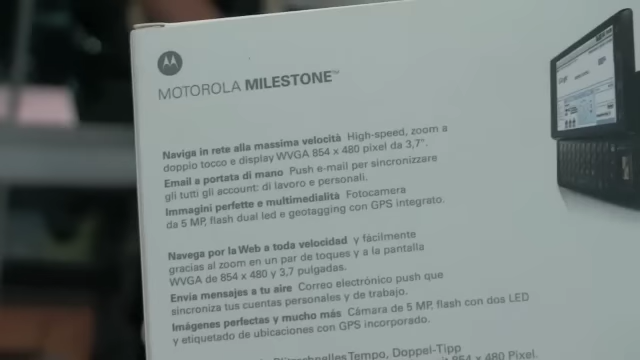 MOTOROLA MILESTONE™
Naviga in rete alla massima velocità High-speed, zoom a
doppio tocco e display WVGA 854 x 480 pixel da 3,7".
Email a portata di mano Push e-mail per sincronizzare
gli tutti gli account: di lavoro e personali.
Immagini perfette e multimedialità Fotocamera
da 5 MP, flash dual led e geotagging con GPS integrato.
Navega por la Web a toda velocidad y fácilmente
gracias al zoom en un par de toques y a la pantalla
WVGA de 854 x 480 y 3,7 pulgadas.
Envía mensajes a tu aire Correo electrónico push que
sincroniza tus cuentas personales y de trabajo.
Imágenes perfectas y mucho más Cámara de 5 MP, flash con dos LED
y etiquetado de ubicaciones con GPS incorporado.
Tempo, Doppel-Tipp
854 x 480 Pixel.